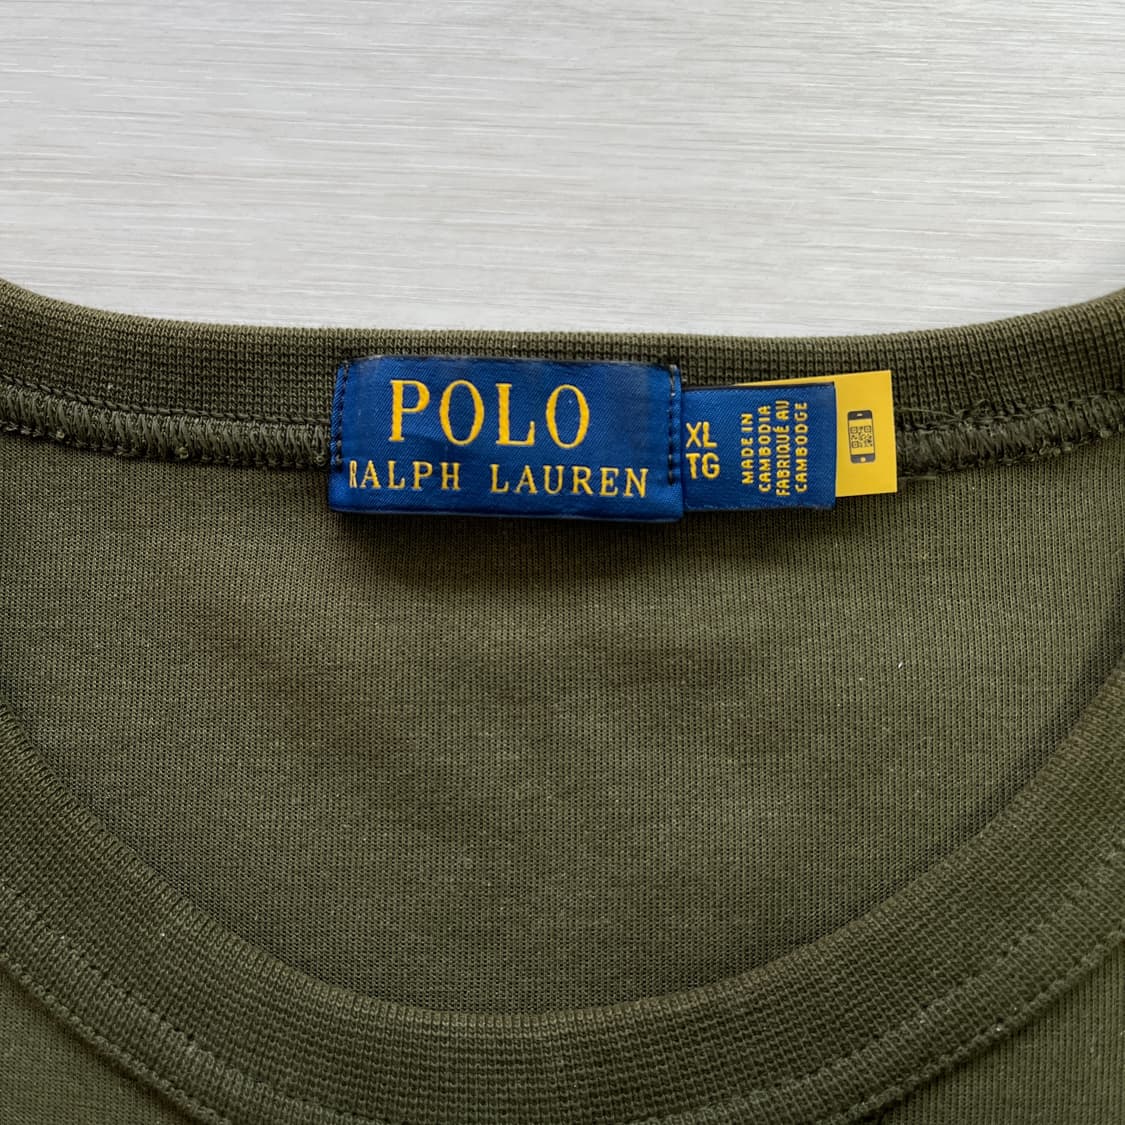 POLO
RALPH LAUREN
XL
TG
MADE IN
CAMBODIA
FABRIQUÉ AU
CAMBODGE